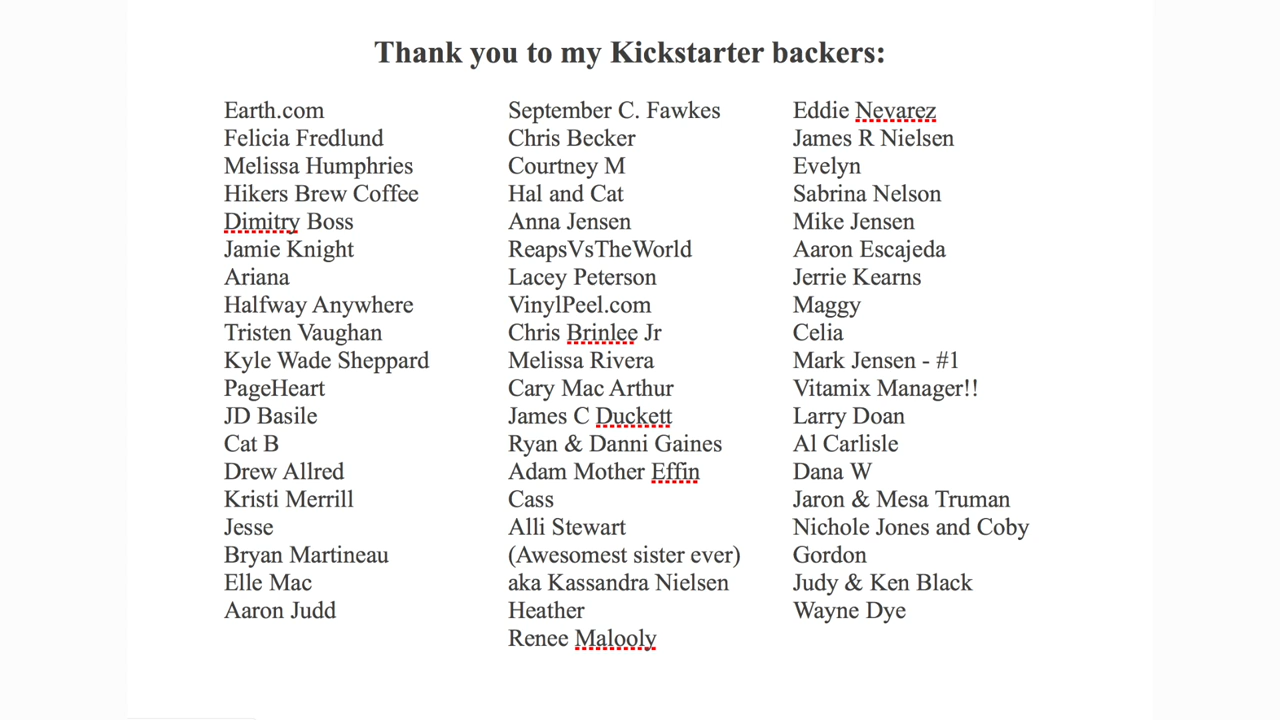 Thank you to my Kickstarter backers:
Earth.com
Felicia Fredlund
Melissa Humphries
Hikers Brew Coffee
Dimitry Boss
Jamie Knight
Ariana
Halfway Anywhere
Tristen Vaughan
Kyle Wade Sheppard
PageHeart
JD Basile
Cat B
Drew Allred
Kristi Merrill
Jesse
Bryan Martineau
Elle Mac
Aaron Judd
September C. Fawkes
Chris Becker
Courtney M
Hal and Cat
Anna Jensen
ReapsVsTheWorld
Lacey Peterson
VinylPeel.com
Chris Brinlee Jr
Melissa Rivera
Cary Mac Arthur
James C Duckett
Ryan & Danni Gaines
Adam Mother Effin
Cass
Alli Stewart
(Awesomest sister ever)
aka Kassandra Nielsen
Heather
Renee Malooly
Eddie Nevarez
James R Nielsen
Evelyn
Sabrina Nelson
Mike Jensen
Aaron Escajeda
Jerrie Kearns
Maggy
Celia
Mark Jensen - #1
Vitamix Manager!!
Larry Doan
Al Carlisle
Dana W
Jaron & Mesa Truman
Nichole Jones and Coby
Gordon
Judy & Ken Black
Wayne Dye